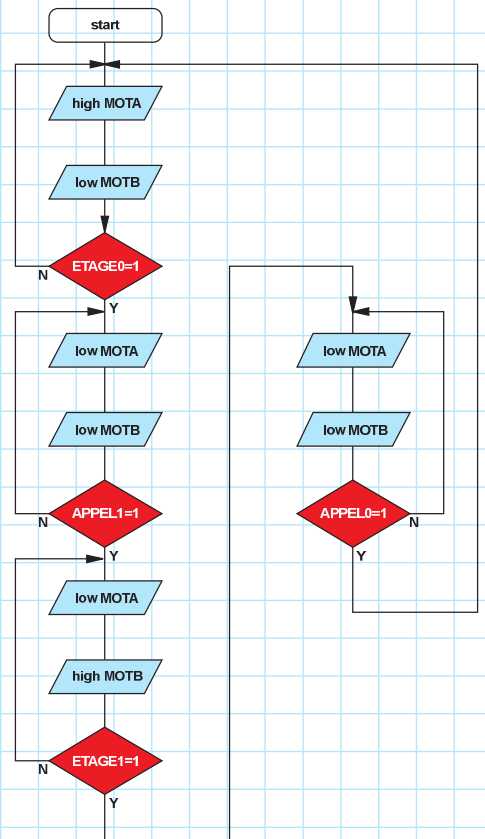 start
high MOTA
low MOTB
ETAGE0=1
N
Y
low MOTA
low MOTB
APPEL1=1
N
Y
low MOTA
high MOTB
ETAGE1=1
N
Y
low MOTA
low MOTB
APPEL0=1
N
Y